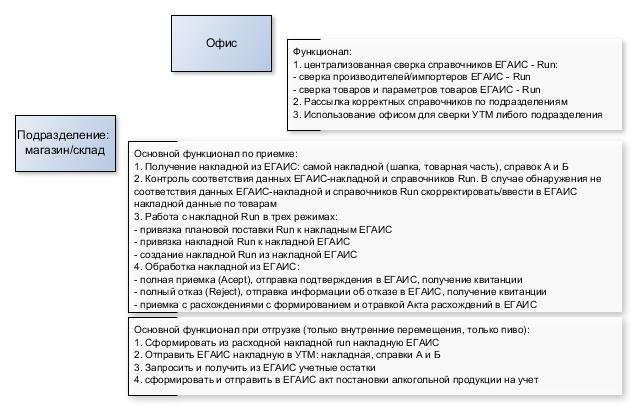 Офис
Функционал:
1. централизованная сверка справочников ЕГАИС - Run:
- сверка производителей/импортеров ЕГАИС - Run
- сверка товаров и параметров товаров ЕГАИС - Run
2. Рассылка корректных справочников по подразделениям
3. Использование офисом для сверки УТМ либого подразделения
Подразделение:
магазин/склад
Основной функционал по приемке:
1. Получение накладной из ЕГАИС: самой накладной (шапка, товарная часть), справок А и Б
2. Контроль соответствия данных ЕГАИС-накладной и справочников Run. В случае обнаружения не
соответствия данных ЕГАИС-накладной и справочников Run скорректировать/ввести в ЕГАИС
накладной данные по товарам
3. Работа с накладной Run в трех режимах:
- привязка плановой поставки Run к накладным ЕГАИС
- привязка накладной Run к накладной ЕГАИС
- создание накладной Run из накладной ЕГАИС
4. Обработка накладной из ЕГАИС:
- полная приемка (Acept), отправка подтверждения в ЕГАИС, получение квитанции
- полный отказ (Reject), отправка информации об отказе в ЕГАИС, получение квитанции
- приемка с расхождениями с формированием и отравкой Акта расхождений в ЕГАИС
Основной функционал при отгрузке (только внутренние перемещения, только пиво):
1. Сформировать из расходной накладной run накладную ЕГАИС
2. Отправить ЕГАИС накладную в УТМ: накладная, справки А и Б
3. Запросить и получить из ЕГАИС учетные остатки
4. сформировать и отправить в ЕГАИС акт постановки алкогольной продукции на учет